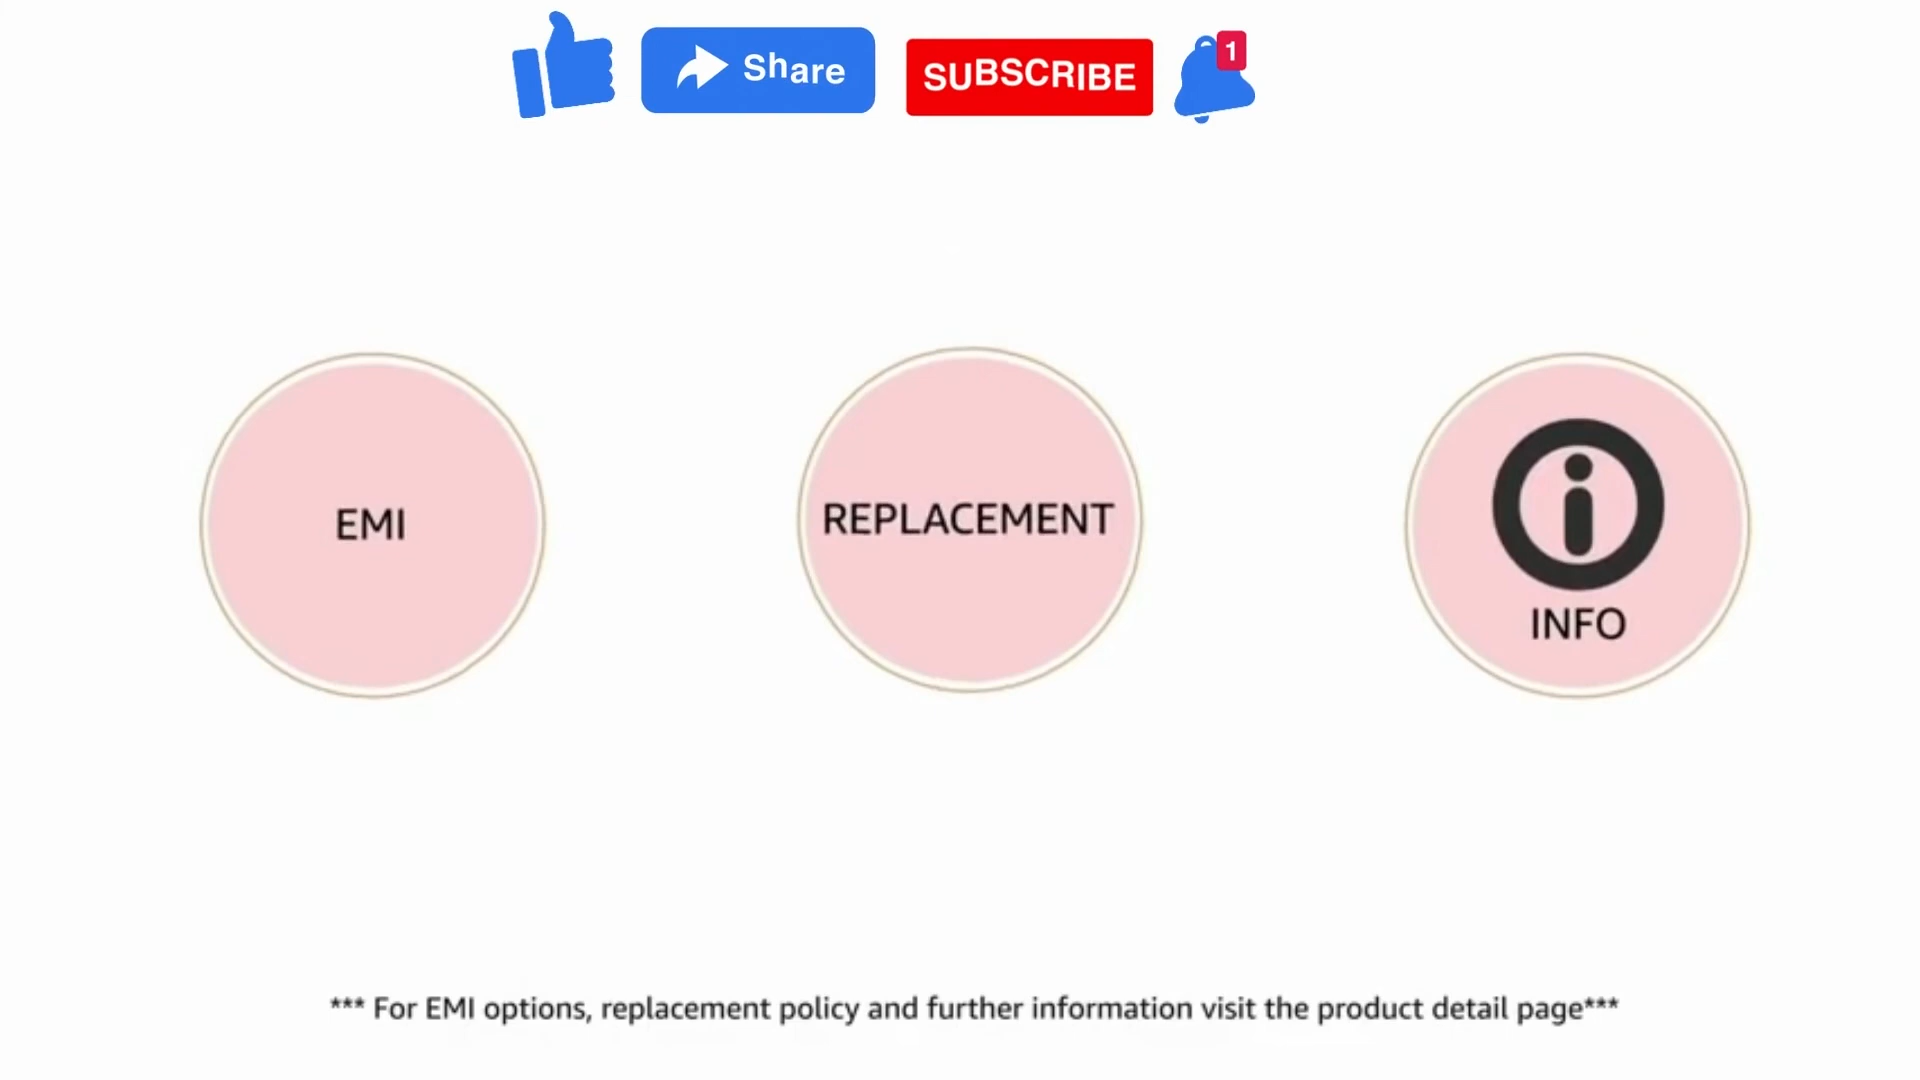 Share
SUBSCRIBE
1
EMI
REPLACEMENT
INFO
*** For EMI options, replacement policy and further information visit the product detail page***